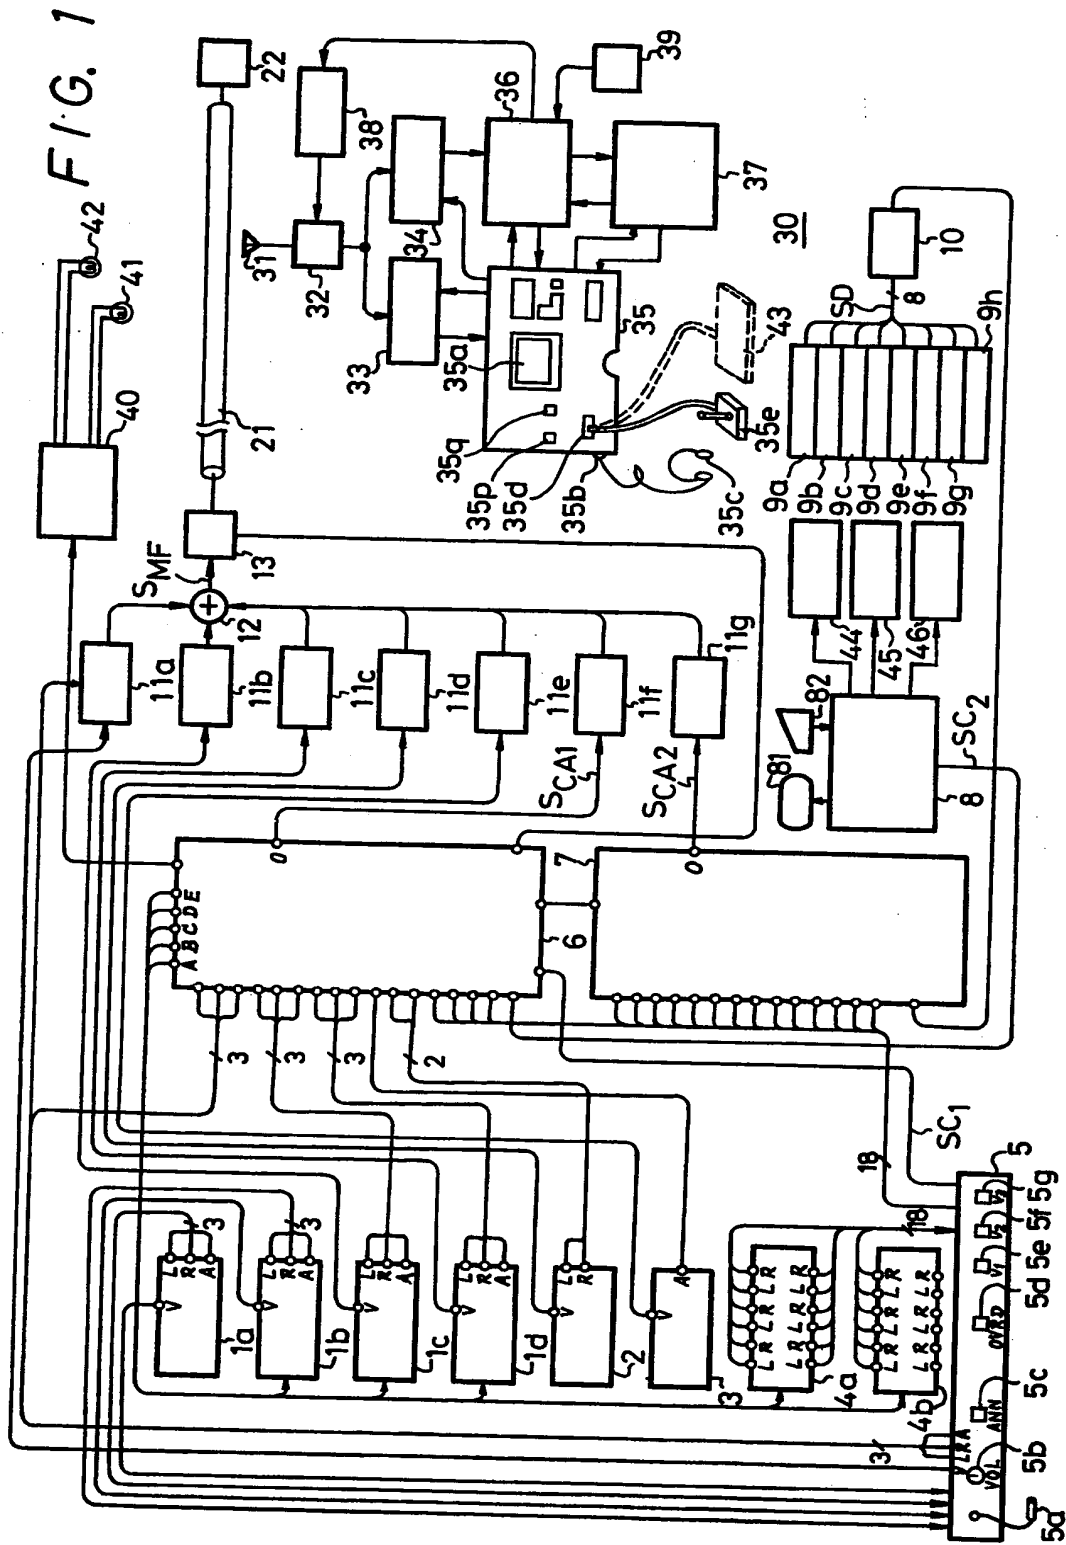 FIG. 1
42
41
40
22
21
13
SMF
12
11a
11b
11c
11d
11e
11f
11g
SCA1
SCA2
31
32
38
39
36
34
33
37
35
35a
35q
35p
35d
35b
35c
35e
43
30
10
SD
8
9a
9b
9c
9d
9e
9f
9g
9h
44
45
46
82
81
8
SC2
O
A B C D E
6
7
O
3
3
3
2
SC1
18
18
3
3
V
L
R
A
1a
V
L
R
A
1b
V
L
R
A
1c
V
L
R
A
1d
V
L
R
2
V
A
3
L R L R L R
L R L R L R
4a
L R L R L R
L R L R L R
4b
3
V L R A
VOL
ANN
OVRD
V1
V2
V2
5
5a
5b
5c
5d
5e
5f
5g